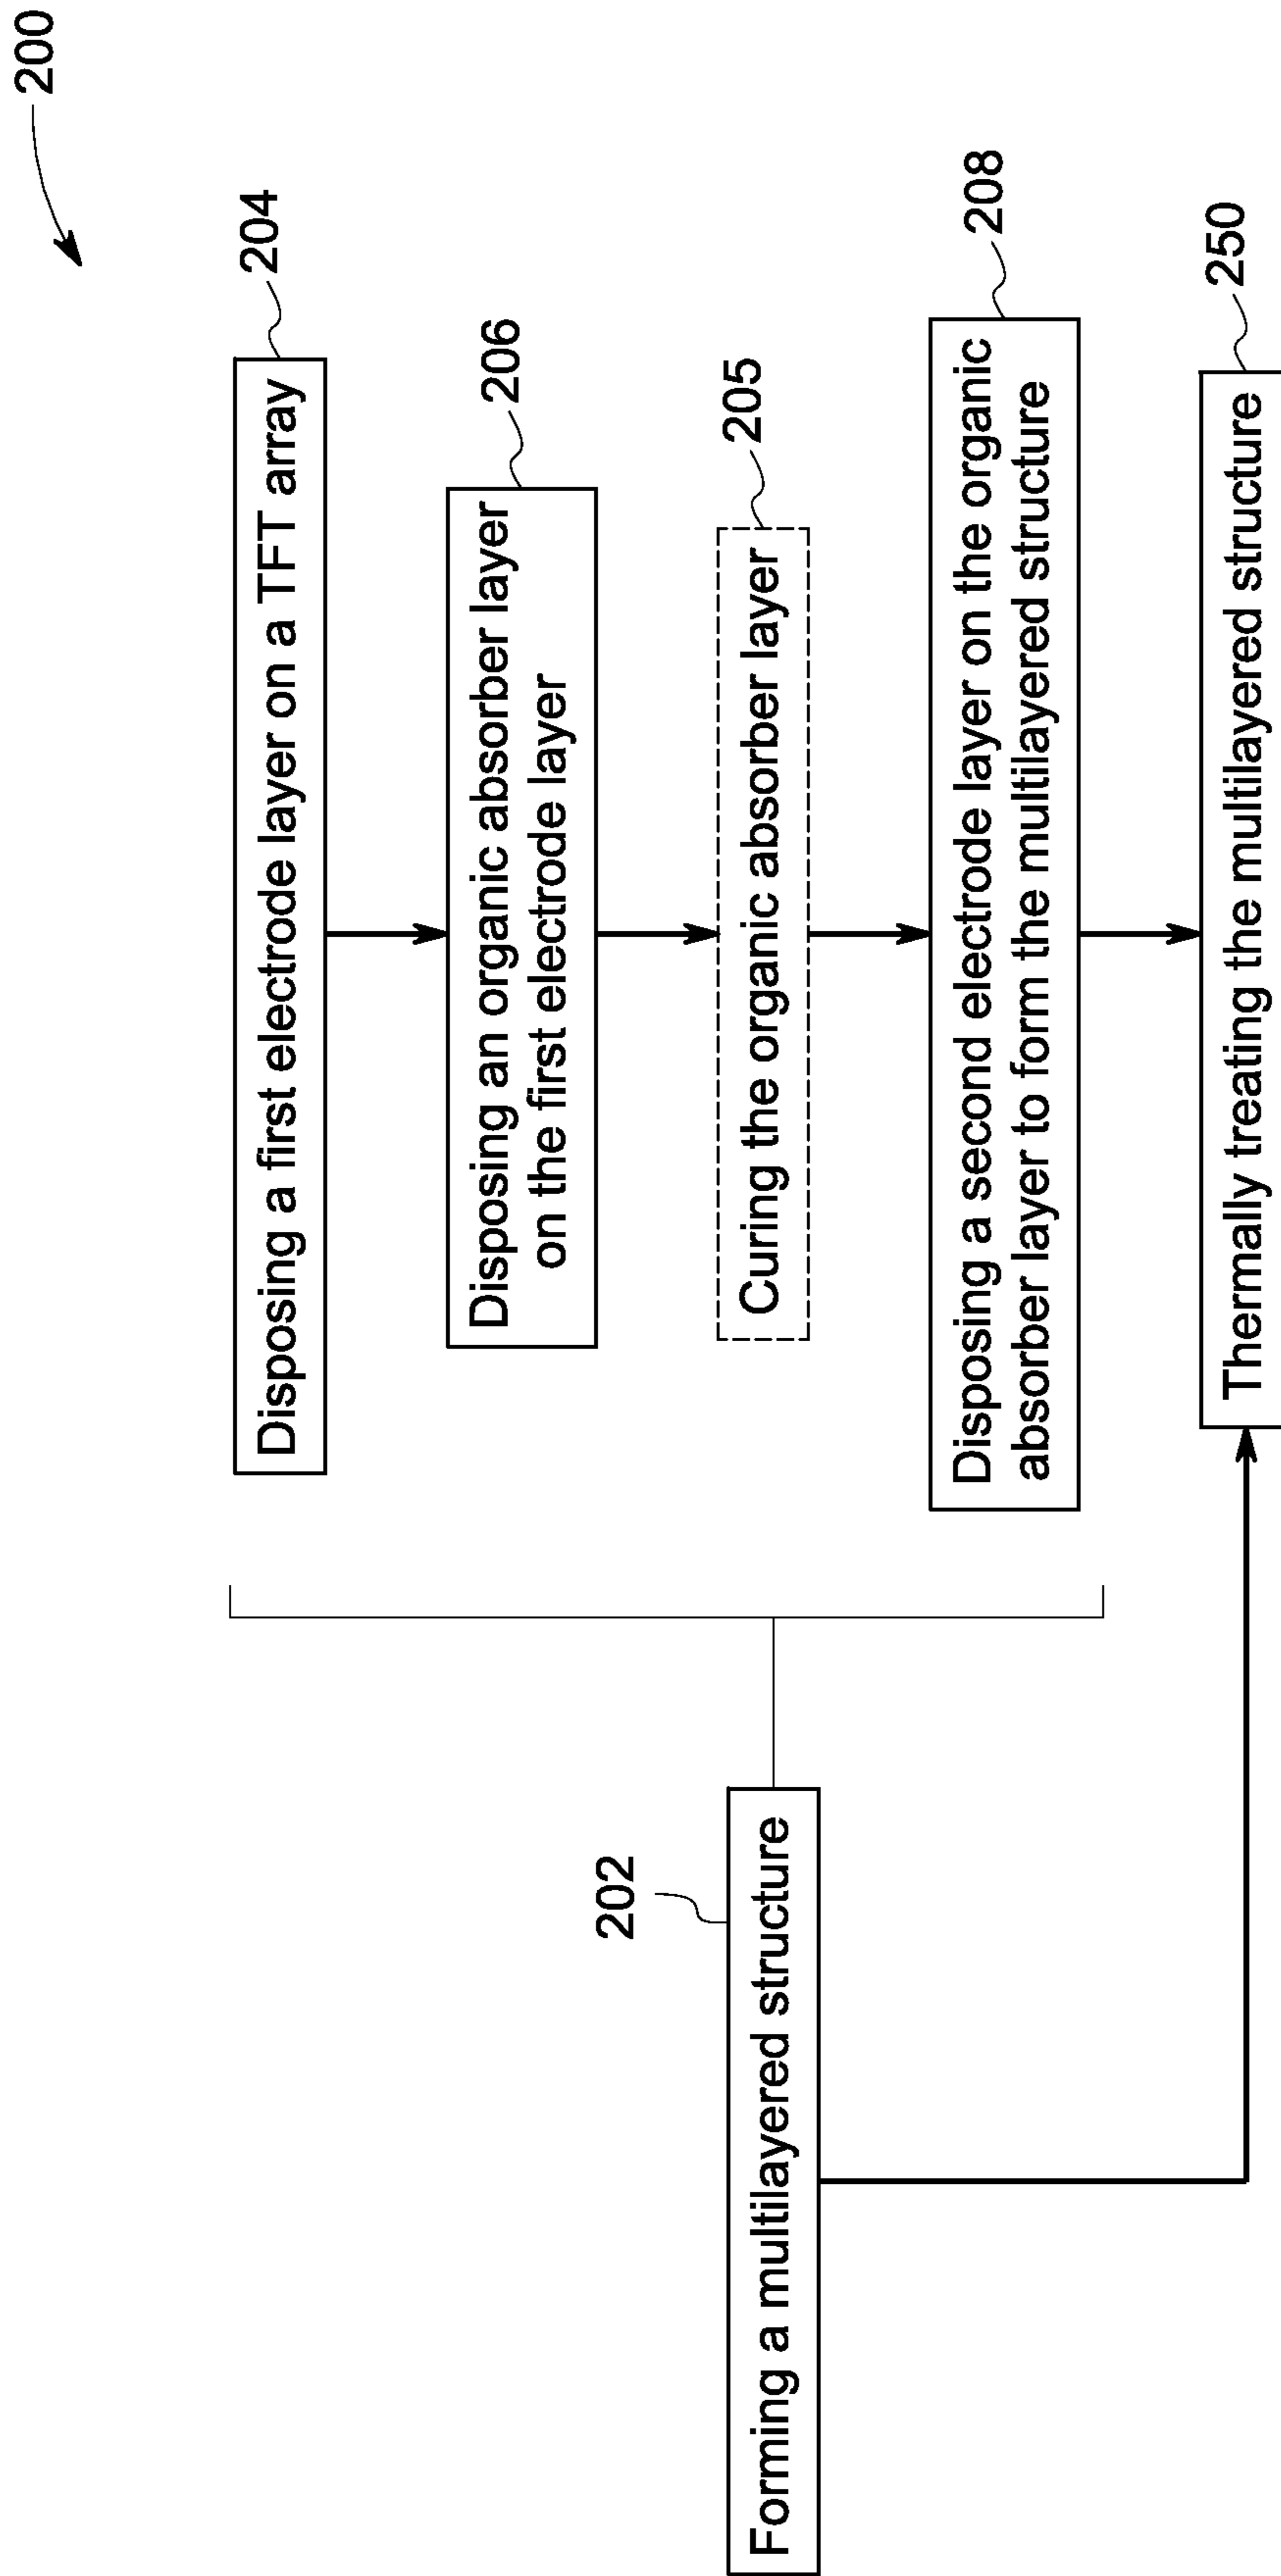 200
Disposing a first electrode layer on a TFT array
204
Disposing an organic absorber layer
on the first electrode layer
206
Curing the organic absorber layer
205
Disposing a second electrode layer on the organic
absorber layer to form the multilayered structure
208
Thermally treating the multilayered structure
250
202
Forming a multilayered structure